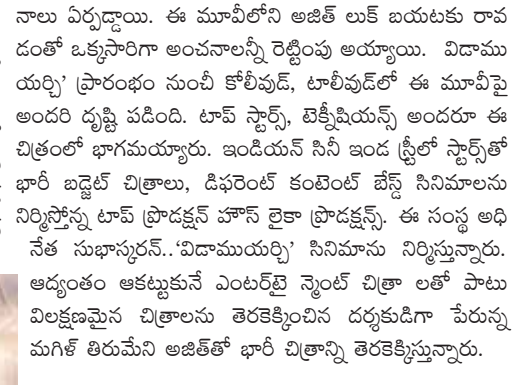 నాలు ఏర్పడ్డాయి. ఈ మూవీలోని అజిత్ లుక్ బయటకు రావ
డంతో ఒక్కసారిగా అంచనాలన్నీ రెట్టింపు అయ్యాయి. విడాము
యర్చి’ ప్రారంభం నుంచీ కోలీవుడ్, టాలీవుడ్‌లో ఈ మూవీపై
అందరి దృష్టి పడింది. టాప్ స్టార్స్, టెక్నీషియన్స్ అందరూ ఈ
చిత్రంలో భాగమయ్యారు. ఇండియన్ సినీ ఇండ స్ట్రీలో స్టార్స్‌తో
భారీ బడ్జెట్ చిత్రాలు, డిఫరెంట్ కంటెంట్ బేస్డ్ సినిమాలను
నిర్మిస్తోన్న టాప్ ప్రొడక్షన్ హౌస్ లైకా ప్రొడక్షన్స్. ఈ సంస్థ అధి
నేత సుభాస్కరన్..‘విడాముయర్చి’ సినిమాను నిర్మిస్తున్నారు.
ఆద్యంతం ఆకట్టుకునే ఎంటర్‌టై న్మెంట్ చిత్రా లతో పాటు
విలక్షణమైన చిత్రాలను తెరకెక్కించిన దర్శకుడిగా పేరున్న
మగిళ్ తిరుమేని అజిత్‌తో భారీ చిత్రాన్ని తెరకెక్కిస్తున్నారు.